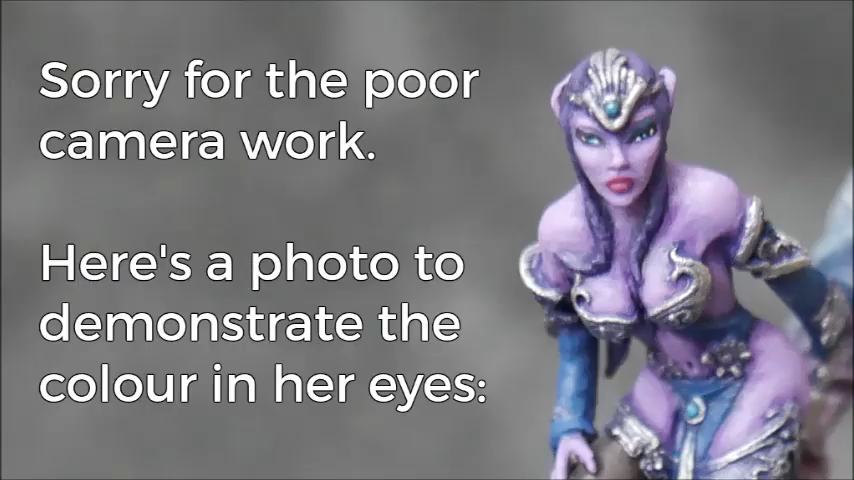 Sorry for the poor
camera work.
Here's a photo to
demonstrate the
colour in her eyes: